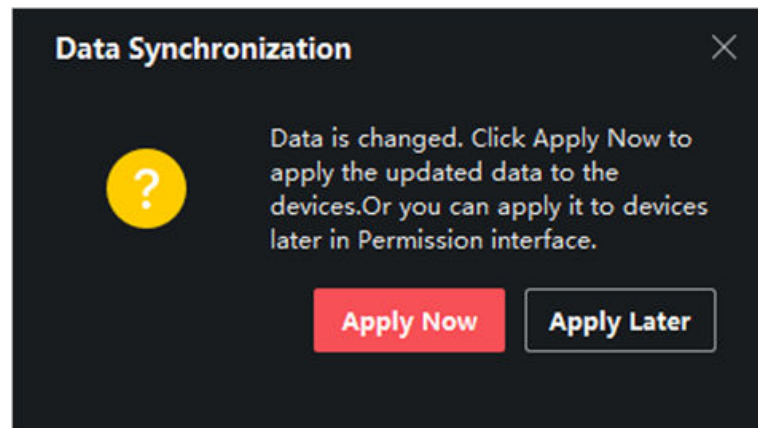 Data Synchronization
Data is changed. Click Apply Now to
apply the updated data to the
devices.Or you can apply it to devices
later in Permission interface.
Apply Now
Apply Later